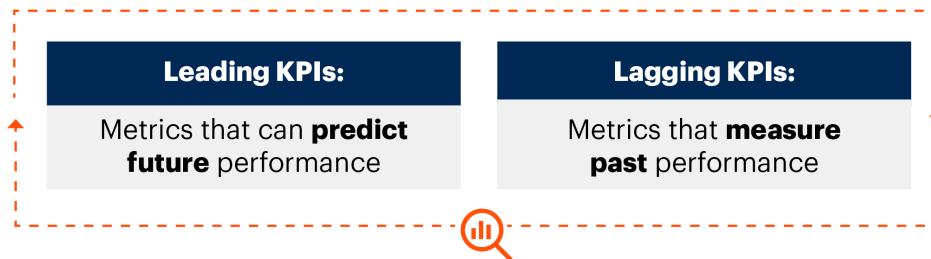 Leading KPIs:
Metrics that can predict
future performance
Lagging KPIs:
Metrics that measure
past performance